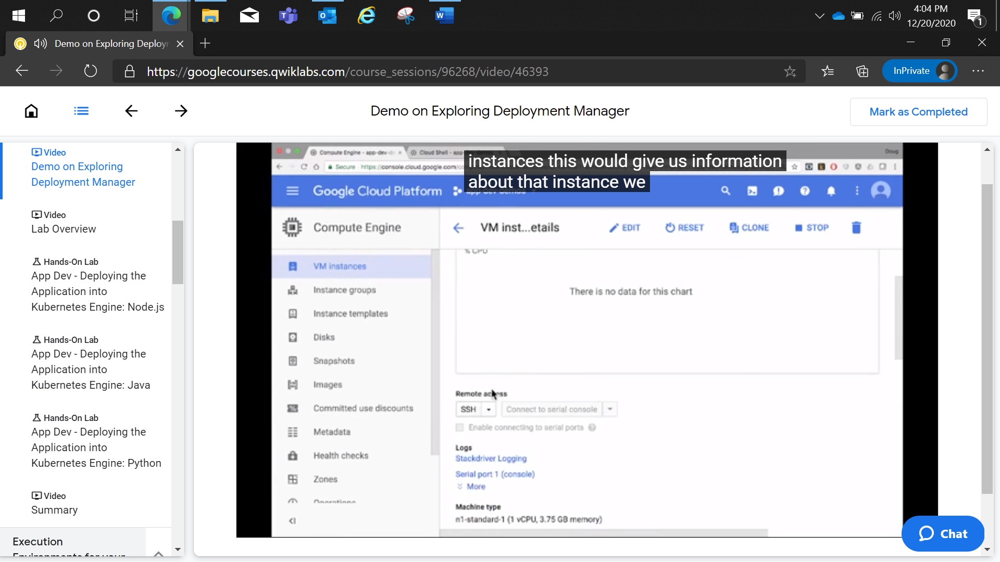 4:04 PM
12/20/2020
1
Demo on Exploring Deploy
https://googlecourses.qwiklabs.com/course_sessions/96268/video/46393
InPrivate
Demo on Exploring Deployment Manager
Mark as Completed
Video
Demo on Exploring
Deployment Manager
Video
Lab Overview
Hands-On Lab
App Dev - Deploying the
Application into
Kubernetes Engine: Node.js
Hands-On Lab
App Dev - Deploying the
Application into
Kubernetes Engine: Java
Hands-On Lab
App Dev - Deploying the
Application into
Kubernetes Engine: Python
Video
Summary
Execution
Environments for your
Compute Engine - app-dev-d
Cloud Shell - app-
Doug
Secure
https://console.cloud.google.com/
instances this would give us information
about that instance we
Google Cloud Platform
app-dev-demos
Compute Engine
VM inst...etails
EDIT
RESET
CLONE
STOP
VM instances
Instance groups
Instance templates
Disks
Snapshots
Images
Committed use discounts
Metadata
Health checks
Zones
Operations
% CPU
There is no data for this chart
Remote access
SSH
Connect to serial console
Enable connecting to serial ports
Logs
Stackdriver Logging
Serial port 1 (console)
More
Machine type
n1-standard-1 (1 vCPU, 3.75 GB memory)
Chat